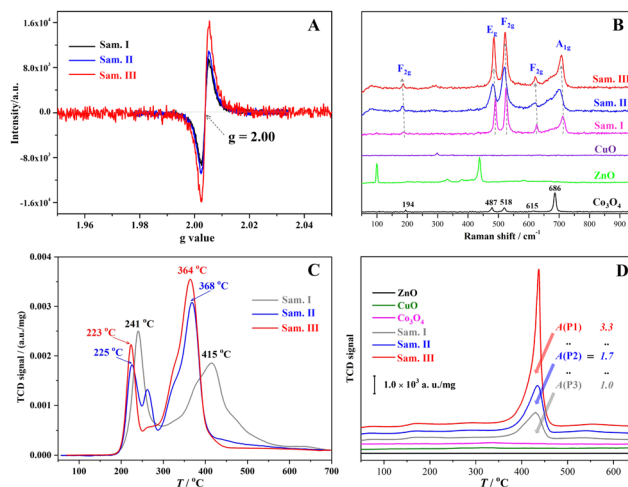 A
Sam. I
Sam. II
Sam. III
g = 2.00
Intensity/a.u.
1.6x10⁴
8.0x10³
0.0
-8.0x10³
-1.6x10⁴
1.96 1.98 2.00 2.02 2.04
g value
B
F2g
Eg
F2g
F2g
A1g
Sam. III
Sam. II
Sam. I
CuO
ZnO
Co₃O₄
194 487 518 615 686
50 100 200 300 400 500 600 700 800 900
Raman shift / cm⁻¹
C
364 °C
368 °C
Sam. I
Sam. II
Sam. III
241 °C
223 °C
225 °C
415 °C
TCD signal / (a.u./mg)
0.004
0.003
0.002
0.001
0.000
0 100 200 300 400 500 600 700
T / °C
D
ZnO
CuO
Co₃O₄
Sam. I
Sam. II
Sam. III
1.0 × 10³ a. u./mg
A(P1) 3.3
.. ..
A(P2) = 1.7
.. ..
A(P3) 1.0
TCD signal
100 200 300 400 500 600
T / °C